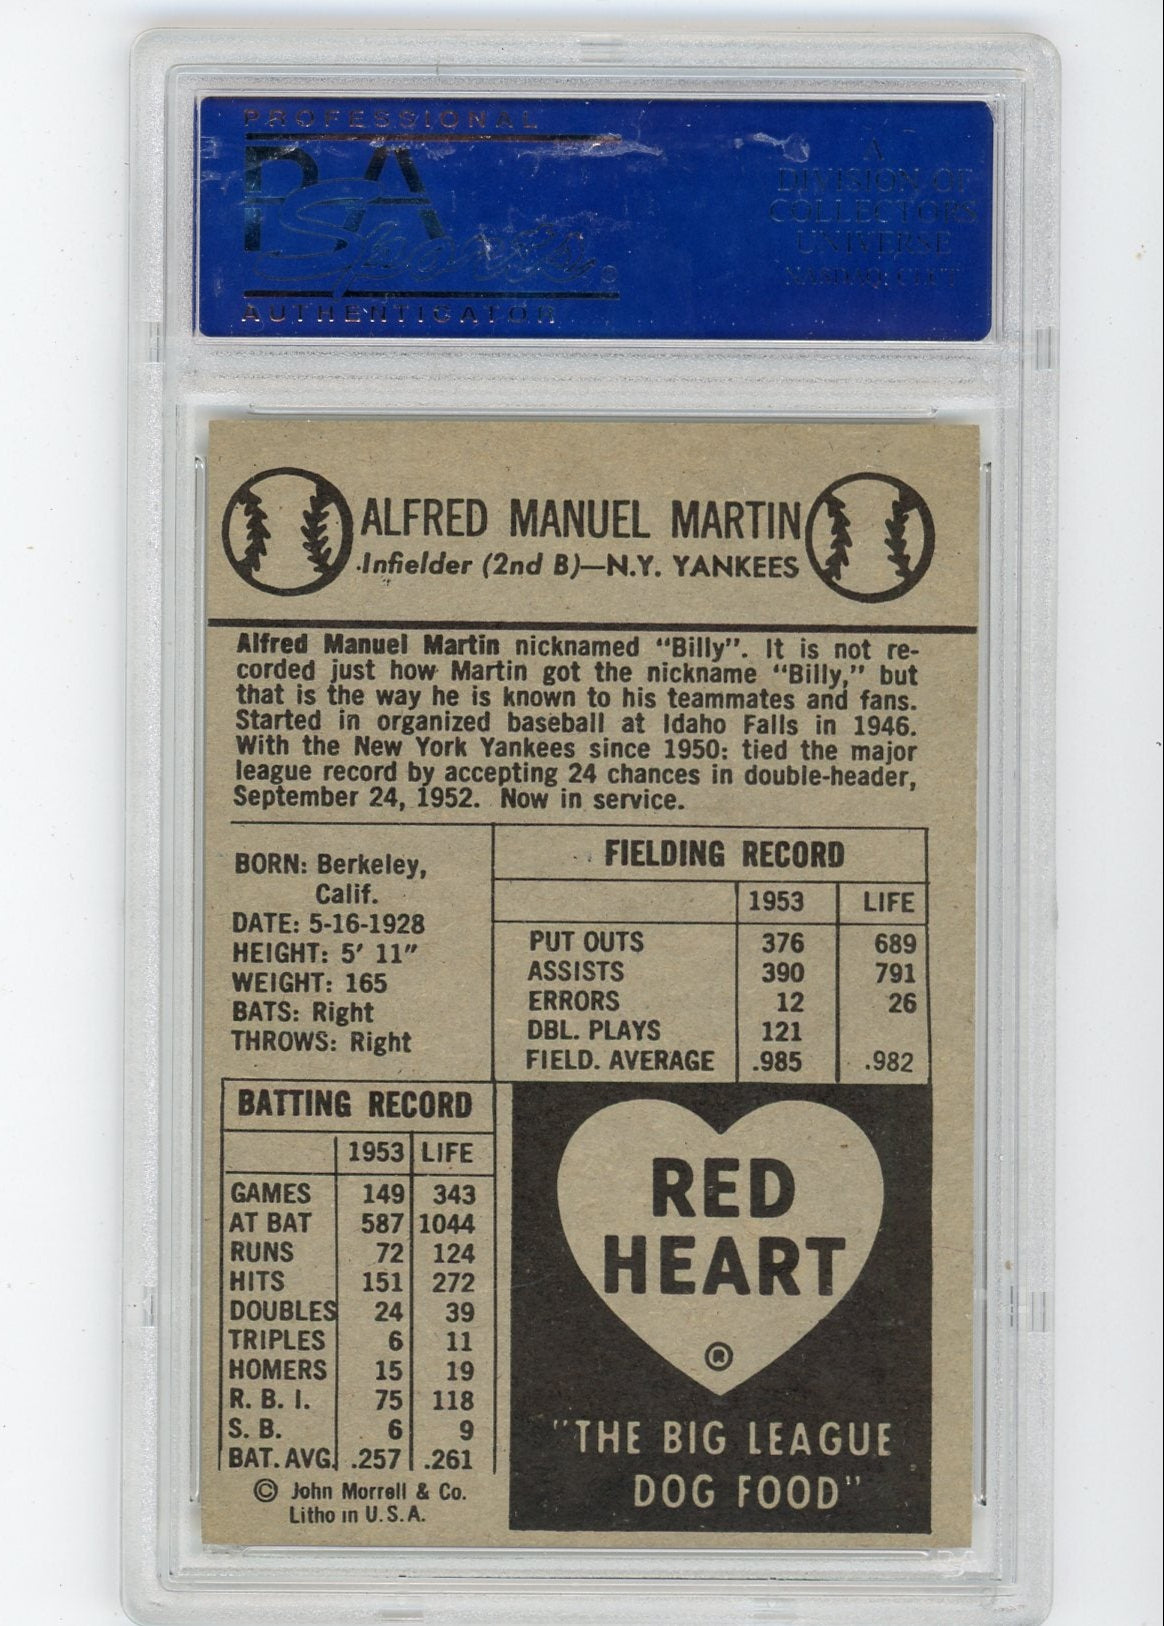 PROFESSIONAL
PSA
Sports®
AUTHENTICATOR
A
DIVISION OF
COLLECTORS
UNIVERSE
NASDAQ: CLCT
ALFRED MANUEL MARTIN
Infielder (2nd B)—N.Y. YANKEES
Alfred Manuel Martin nicknamed "Billy". It is not re-
corded just how Martin got the nickname "Billy," but
that is the way he is known to his teammates and fans.
Started in organized baseball at Idaho Falls in 1946.
With the New York Yankees since 1950: tied the major
league record by accepting 24 chances in double-header,
September 24, 1952. Now in service.
BORN: Berkeley,
Calif.
DATE: 5-16-1928
HEIGHT: 5' 11"
WEIGHT: 165
BATS: Right
THROWS: Right
FIELDING RECORD
1953 LIFE
PUT OUTS 376 689
ASSISTS 390 791
ERRORS 12 26
DBL. PLAYS 121
FIELD. AVERAGE .985 .982
BATTING RECORD
1953 LIFE
GAMES 149 343
AT BAT 587 1044
RUNS 72 124
HITS 151 272
DOUBLES 24 39
TRIPLES 6 11
HOMERS 15 19
R. B. I. 75 118
S. B. 6 9
BAT. AVG. .257 .261
© John Morrell & Co.
Litho in U.S.A.
RED
HEART
®
"THE BIG LEAGUE
DOG FOOD"